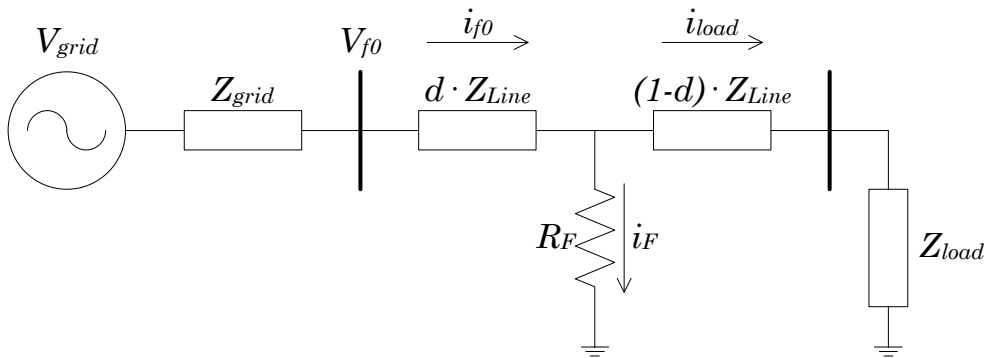 V_grid
Z_grid
V_f0
i_f0
d · Z_Line
i_load
(1-d) · Z_Line
R_F
i_F
Z_load